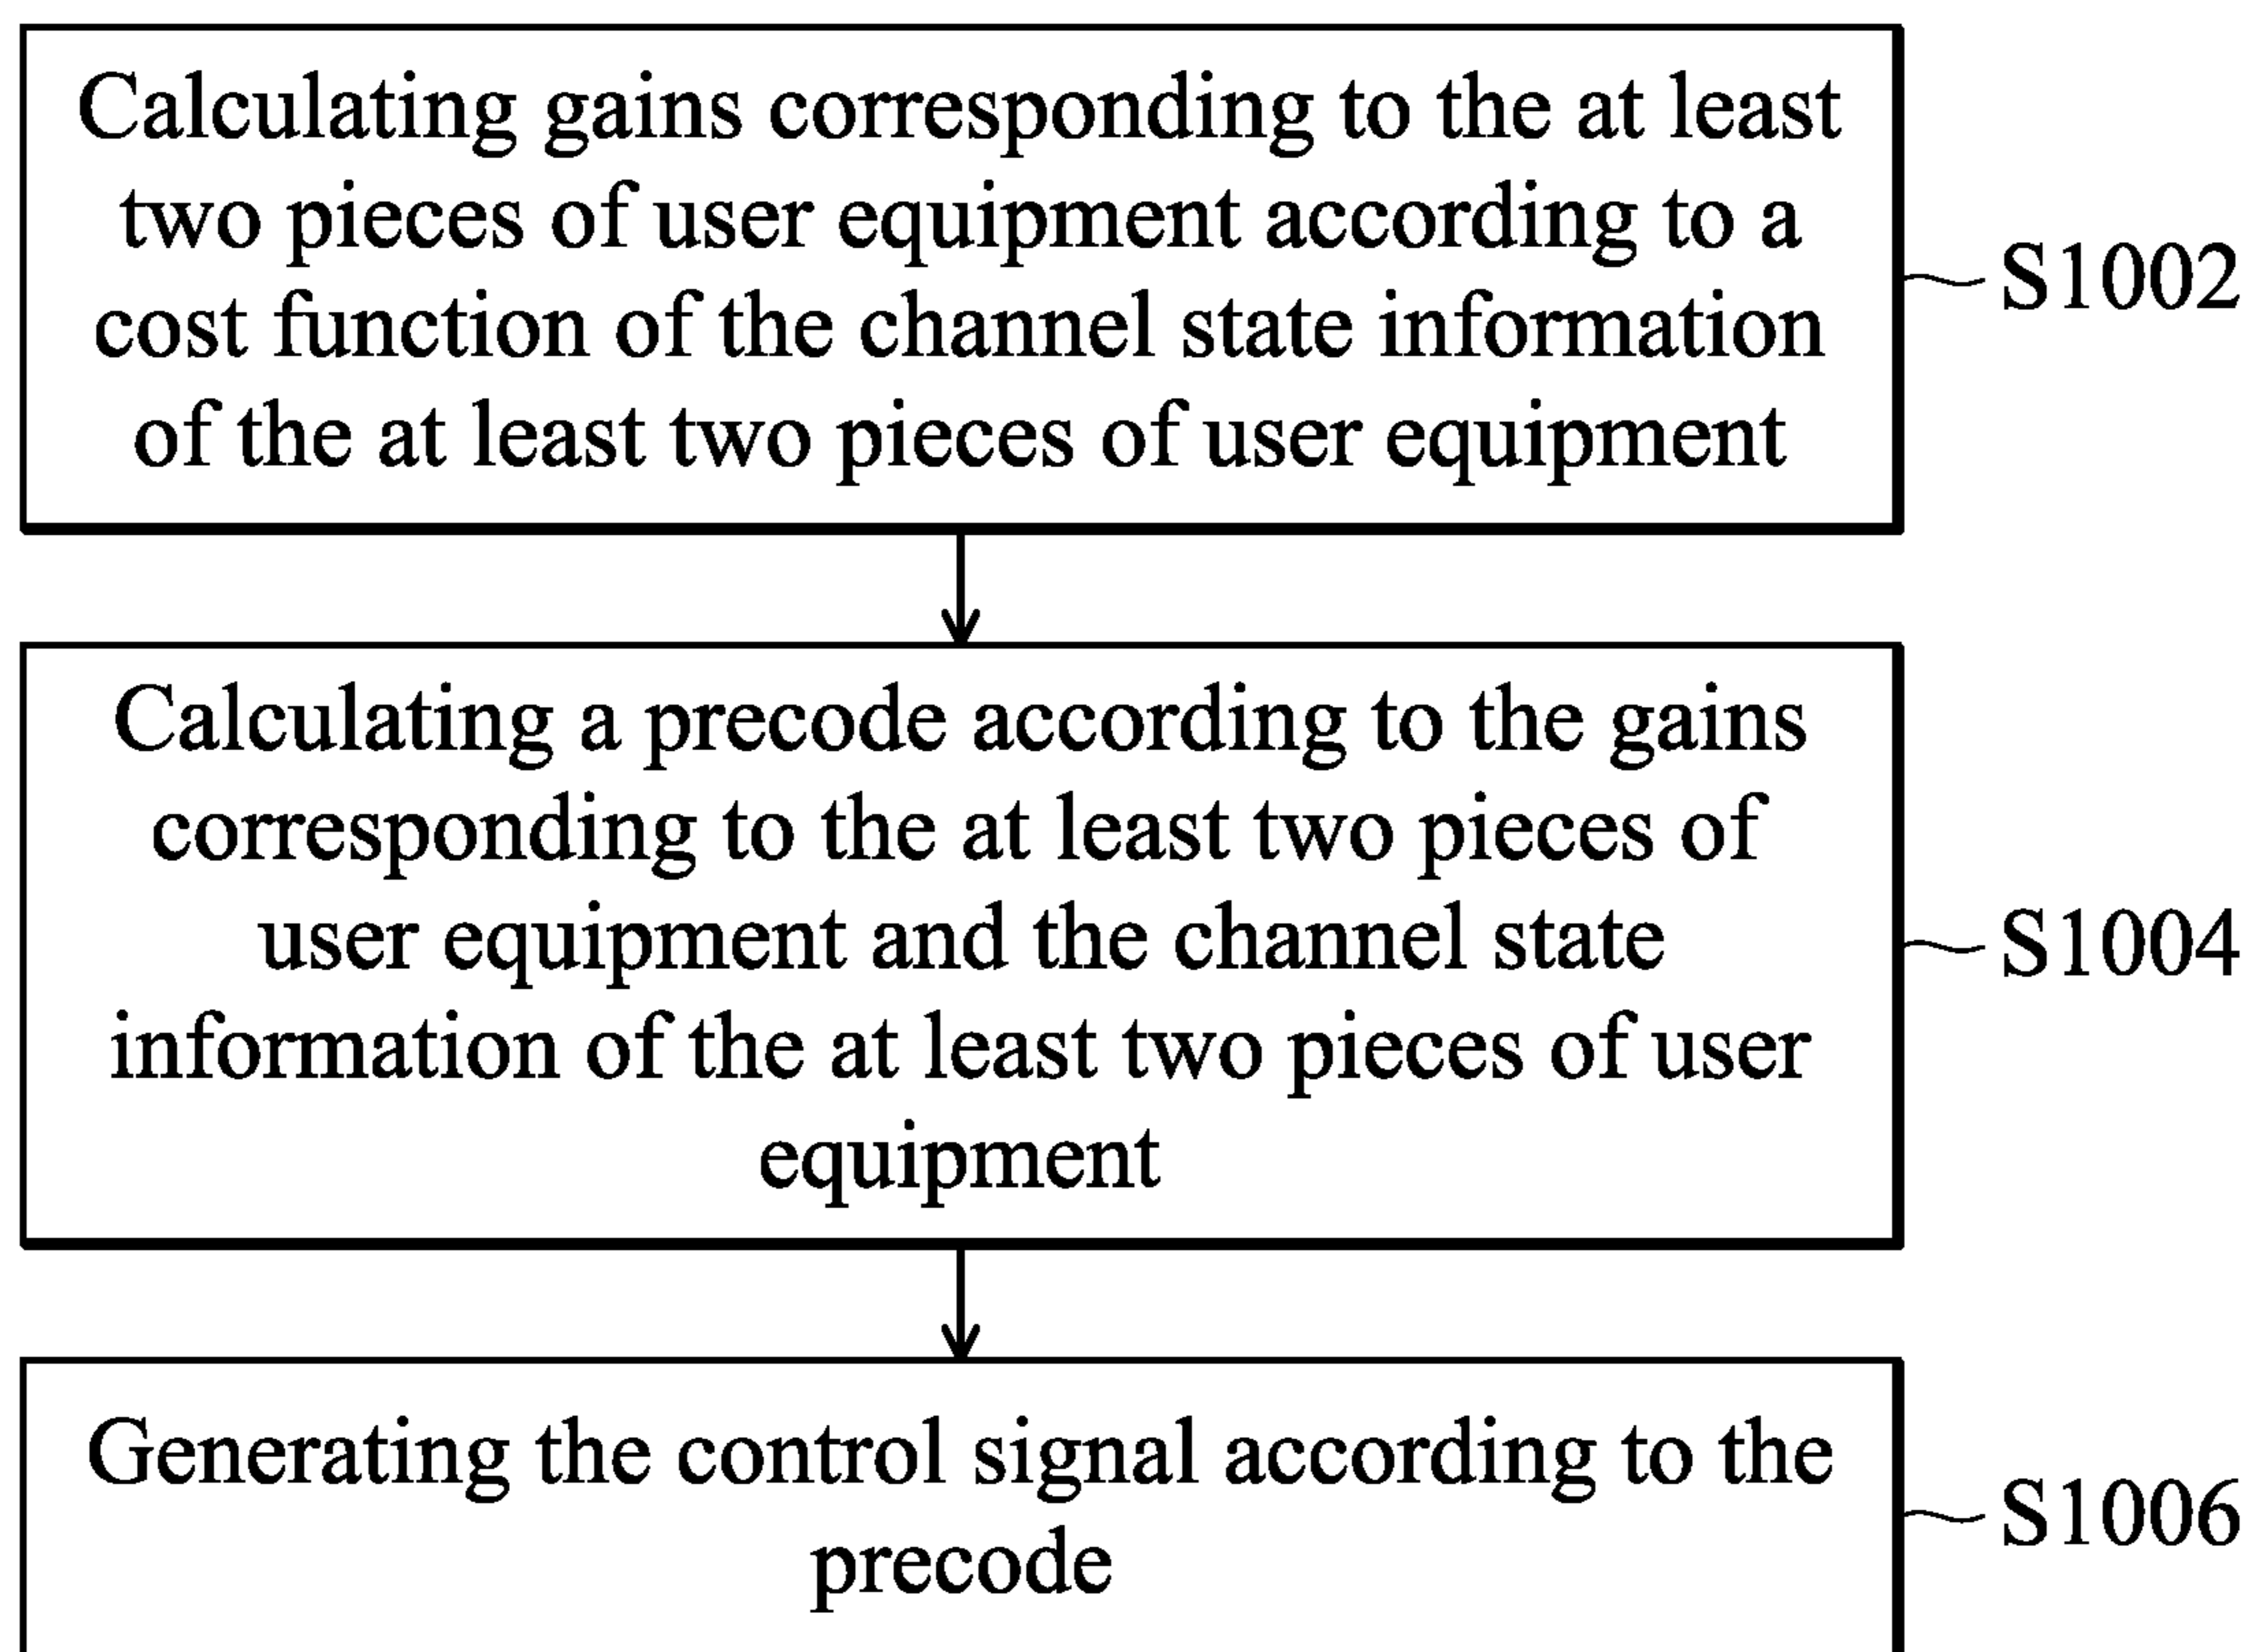 Calculating gains corresponding to the at least
two pieces of user equipment according to a
cost function of the channel state information
of the at least two pieces of user equipment
S1002
Calculating a precode according to the gains
corresponding to the at least two pieces of
user equipment and the channel state
information of the at least two pieces of user
equipment
S1004
Generating the control signal according to the
precode
S1006